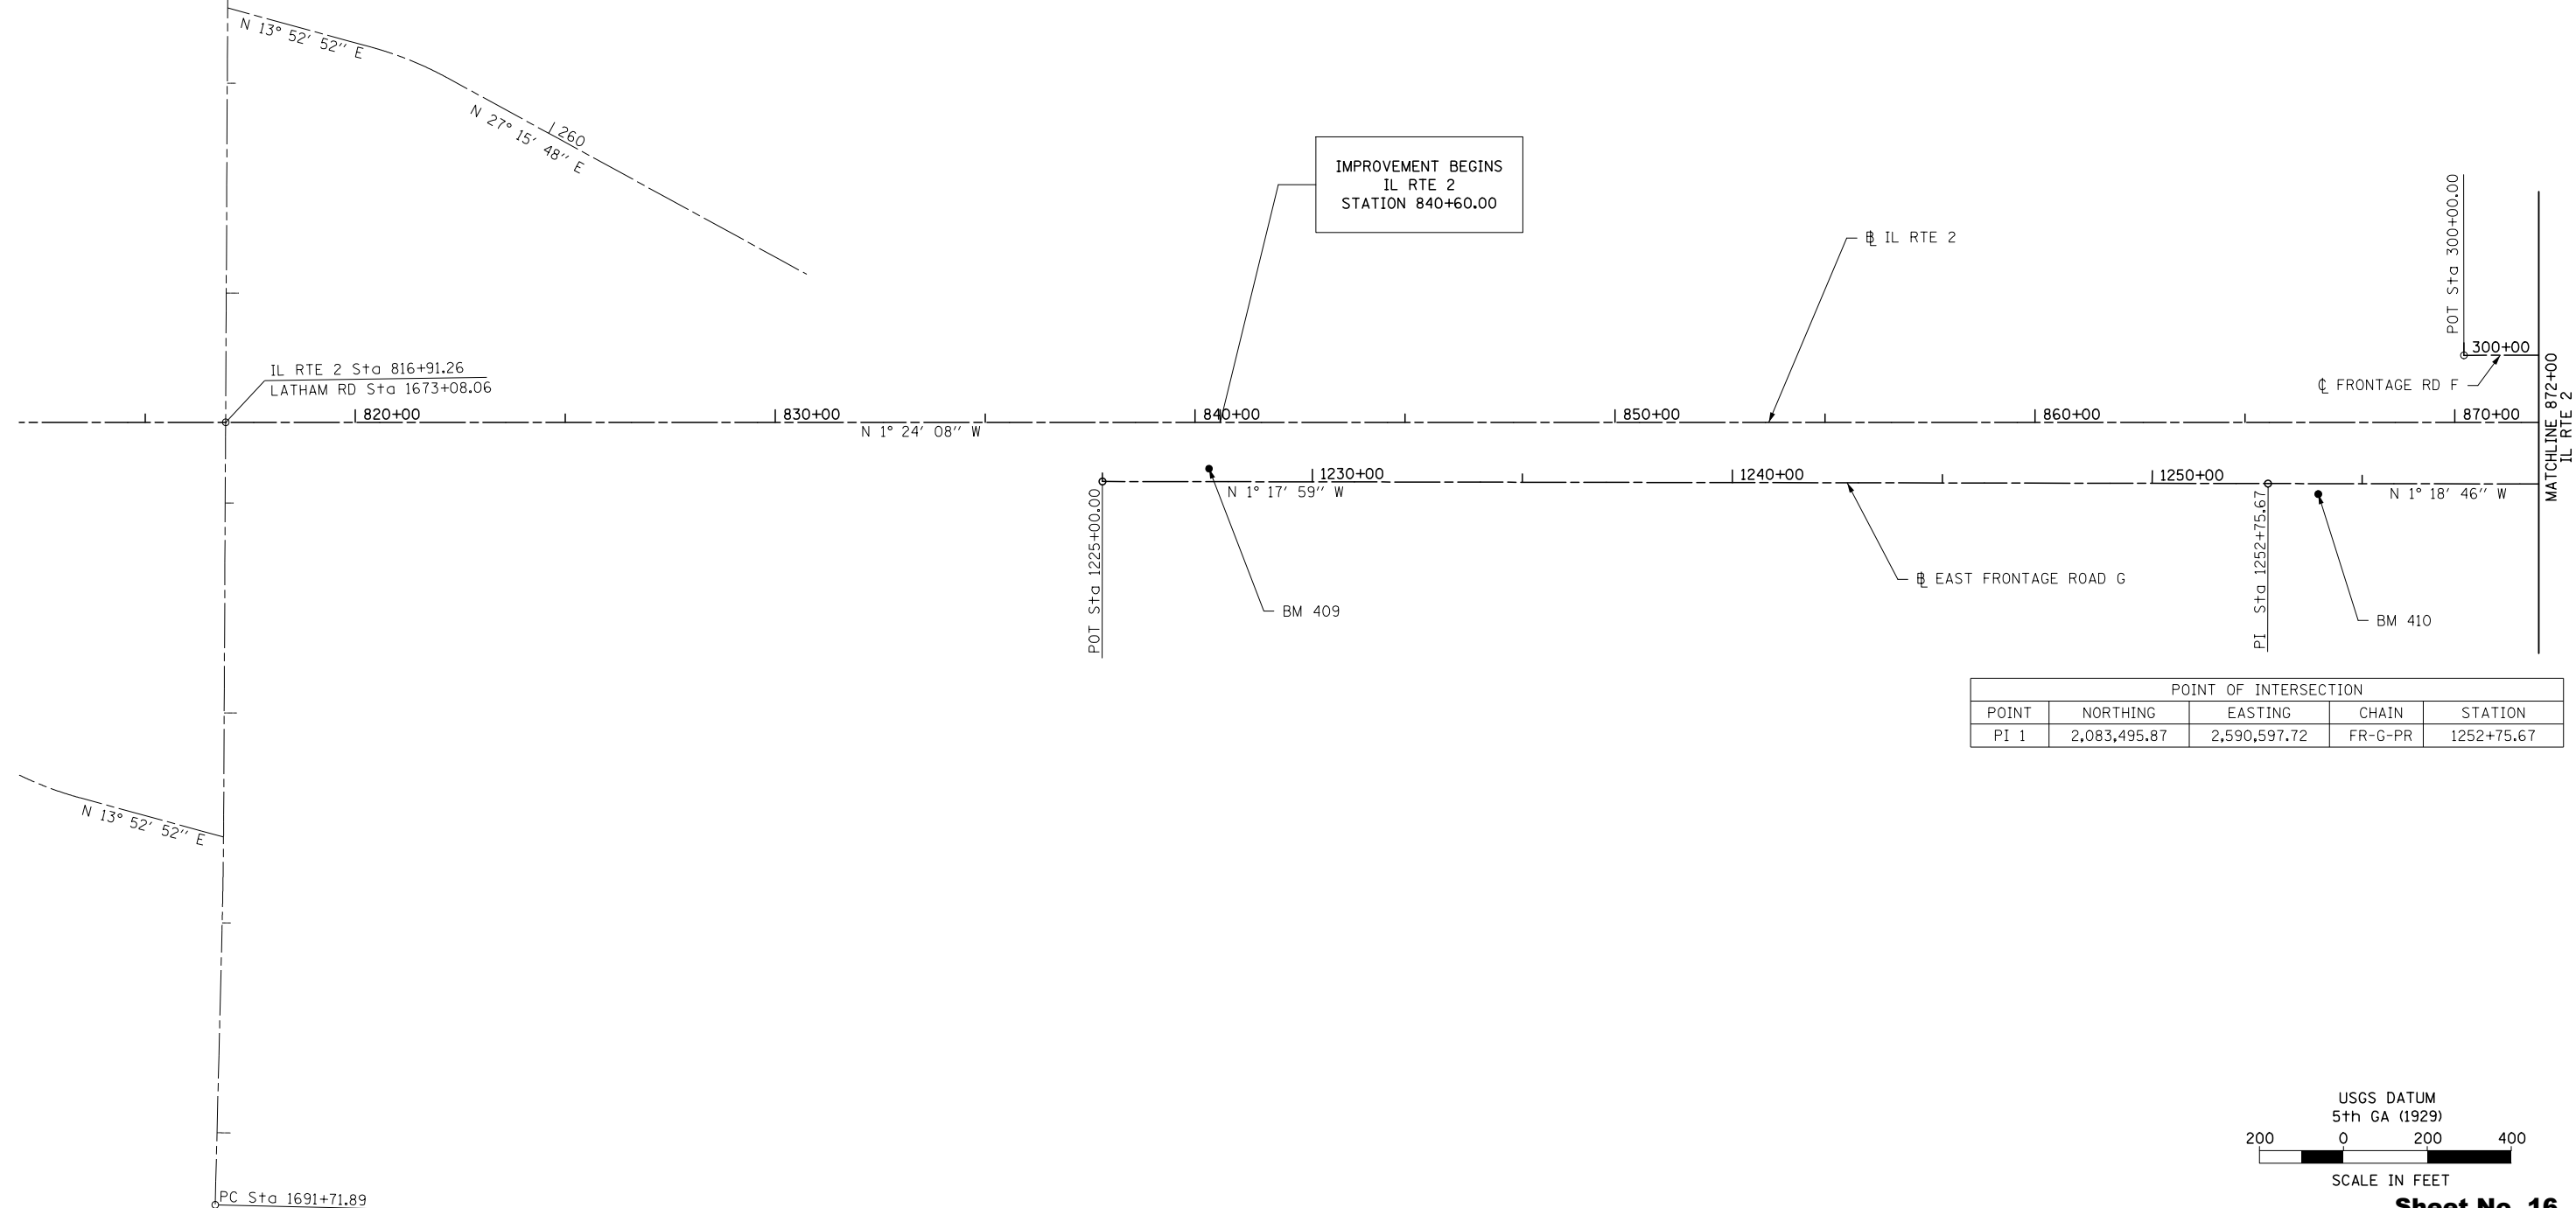 N 13° 52' 52" E
260
N 27° 15' 48" E
IMPROVEMENT BEGINS
IL RTE 2
STATION 840+60.00
℄ IL RTE 2
POT Sta 300+00.00
300+00
℄ FRONTAGE RD F
MATCHLINE 872+00
IL RTE 2
IL RTE 2 Sta 816+91.26
LATHAM RD Sta 1673+08.06
820+00
830+00
840+00
850+00
860+00
870+00
N 1° 24' 08" W
1230+00
1240+00
1250+00
N 1° 17' 59" W
N 1° 18' 46" W
POT Sta 1225+00.00
PI Sta 1252+75.67
℄ EAST FRONTAGE ROAD G
BM 409
BM 410
POINT OF INTERSECTION
POINT NORTHING EASTING CHAIN STATION
PI 1 2,083,495.87 2,590,597.72 FR-G-PR 1252+75.67
N 13° 52' 52" E
PC Sta 1691+71.89
USGS DATUM
5th GA (1929)
200 0 200 400
SCALE IN FEET
Sheet No. 16